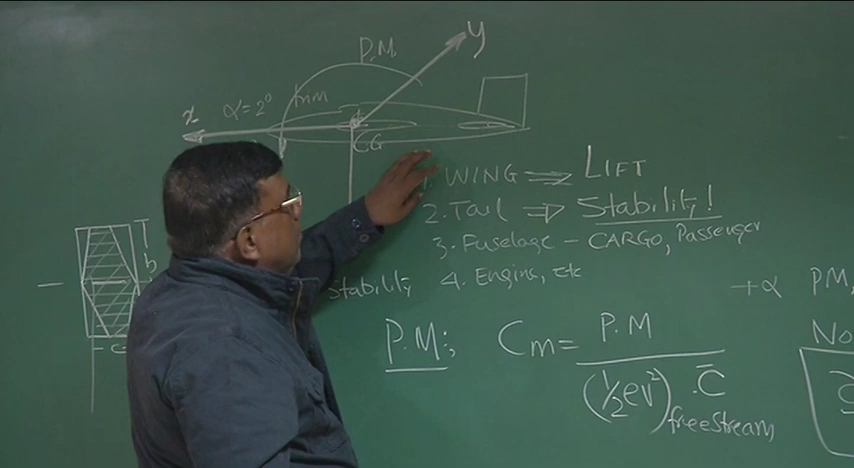 P.M.
y
x α=2° trim
CG
1. WING ⇒ LIFT
2. Tail ⇒ Stability!
3. Fuselage – CARGO, Passenger
stability 4. Engine, etc
b
c
+α PM,
P.M:, Cm = P.M
(½ρv²)freestream . C̄
No